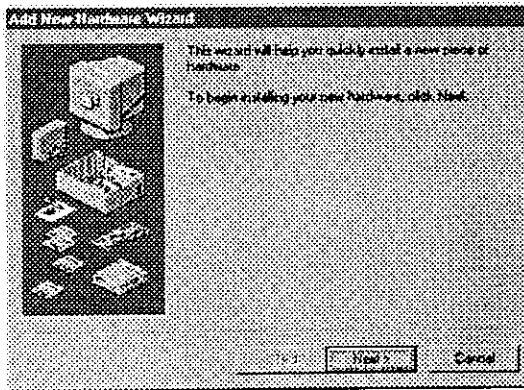 Add New Hardware Wizard
This wizard will help you quickly install a new piece of
hardware.
To begin installing your new hardware, click Next.
Next >
Cancel